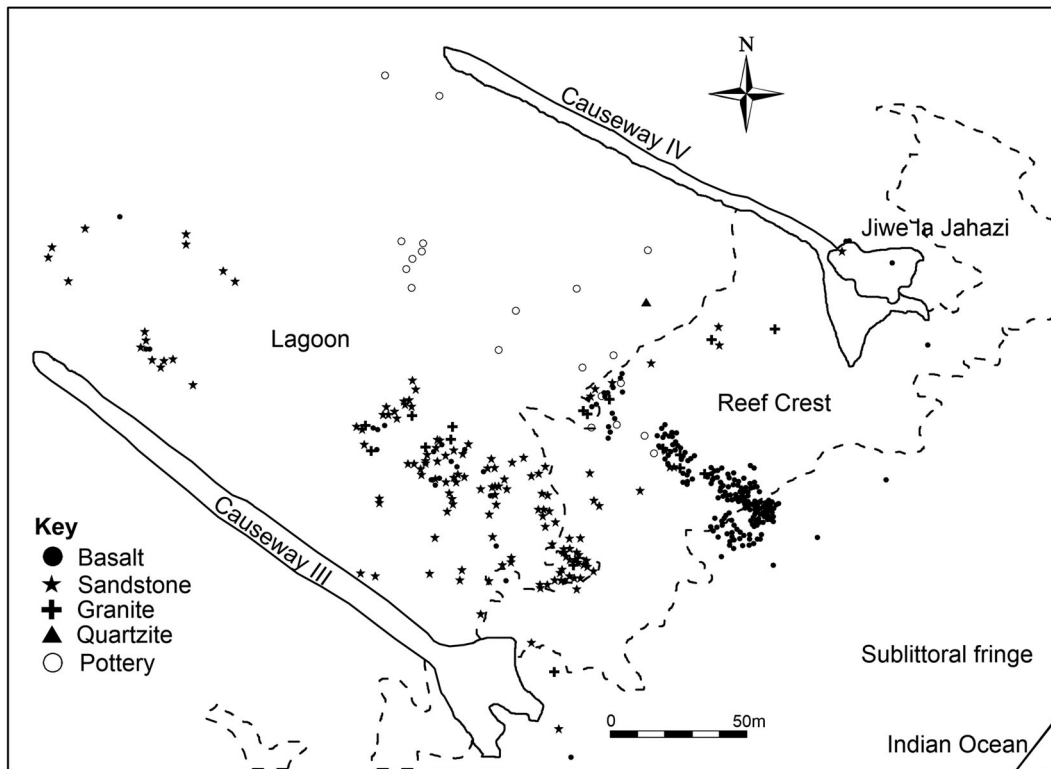 N
Causeway IV
Jiwe la Jahazi
Lagoon
Reef Crest
Causeway III
Key
Basalt
Sandstone
Granite
Quartzite
Pottery
Sublittoral fringe
0 50m
Indian Ocean